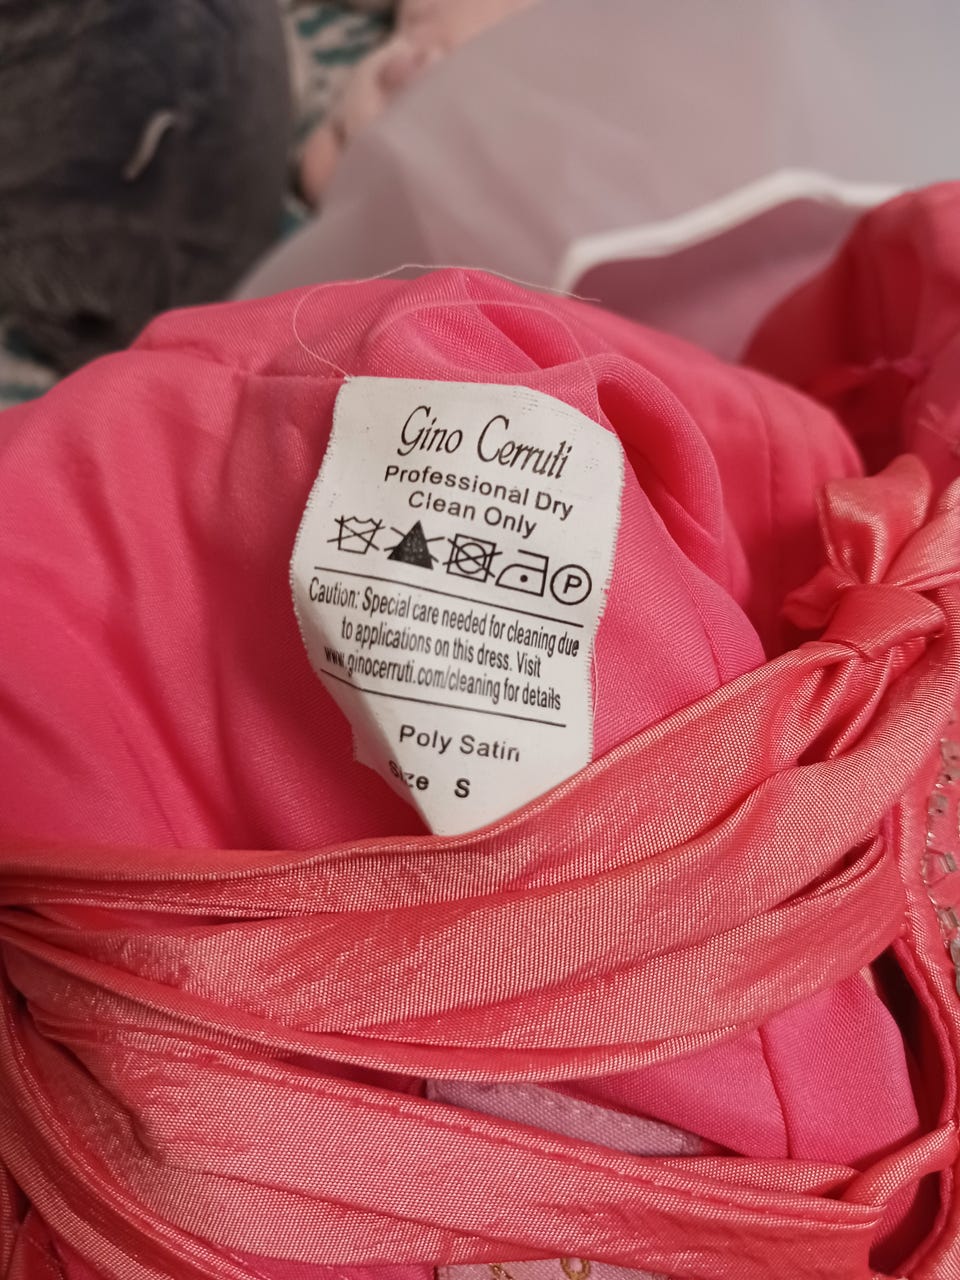 Gino Cerruti
Professional Dry
Clean Only
P
Caution: Special care needed for cleaning due
to applications on this dress. Visit
www.ginocerruti.com/cleaning for details
Poly Satin
Size S